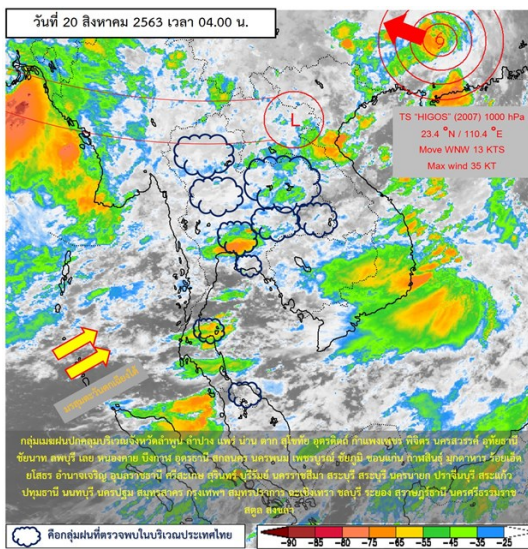 วันที่ 20 สิงหาคม 2563 เวลา 04.00 น.
L
TS "HIGOS" (2007) 1000 hPa
23.4 °N / 110.4 °E
Move WNW 13 KTS
Max wind 35 KT
มรสุมตะวันตกเฉียงใต้
กลุ่มเมฆฝนปกคลุมบริเวณจังหวัดลำพูน ลำปาง แพร่ น่าน ตาก สุโขทัย อุตรดิตถ์ กำแพงเพชร พิจิตร นครสวรรค์ อุทัยธานี
ชัยนาท ลพบุรี เลย หนองคาย บึงกาฬ อุดรธานี สกลนคร นครพนม เพชรบูรณ์ ชัยภูมิ ขอนแก่น กาฬสินธุ์ มุกดาหาร ร้อยเอ็ด
ยโสธร อำนาจเจริญ อุบลราชธานี ศรีสะเกษ สุรินทร์ บุรีรัมย์ นครราชสีมา สระบุรี สระบุรี นครนายก ปราจีนบุรี สระแก้ว
ปทุมธานี นนทบุรี นครปฐม สมุทรสาคร กรุงเทพฯ สมุทรปราการ ฉะเชิงเทรา ชลบุรี ระยอง สุราษฎร์ธานี นครศรีธรรมราช
สตูล สงขลา
คือกลุ่มฝนที่ตรวจพบในบริเวณประเทศไทย
-90 -85 -80 -75 -70 -65 -60 -55 -50 -45 -40 -35 -30 -25